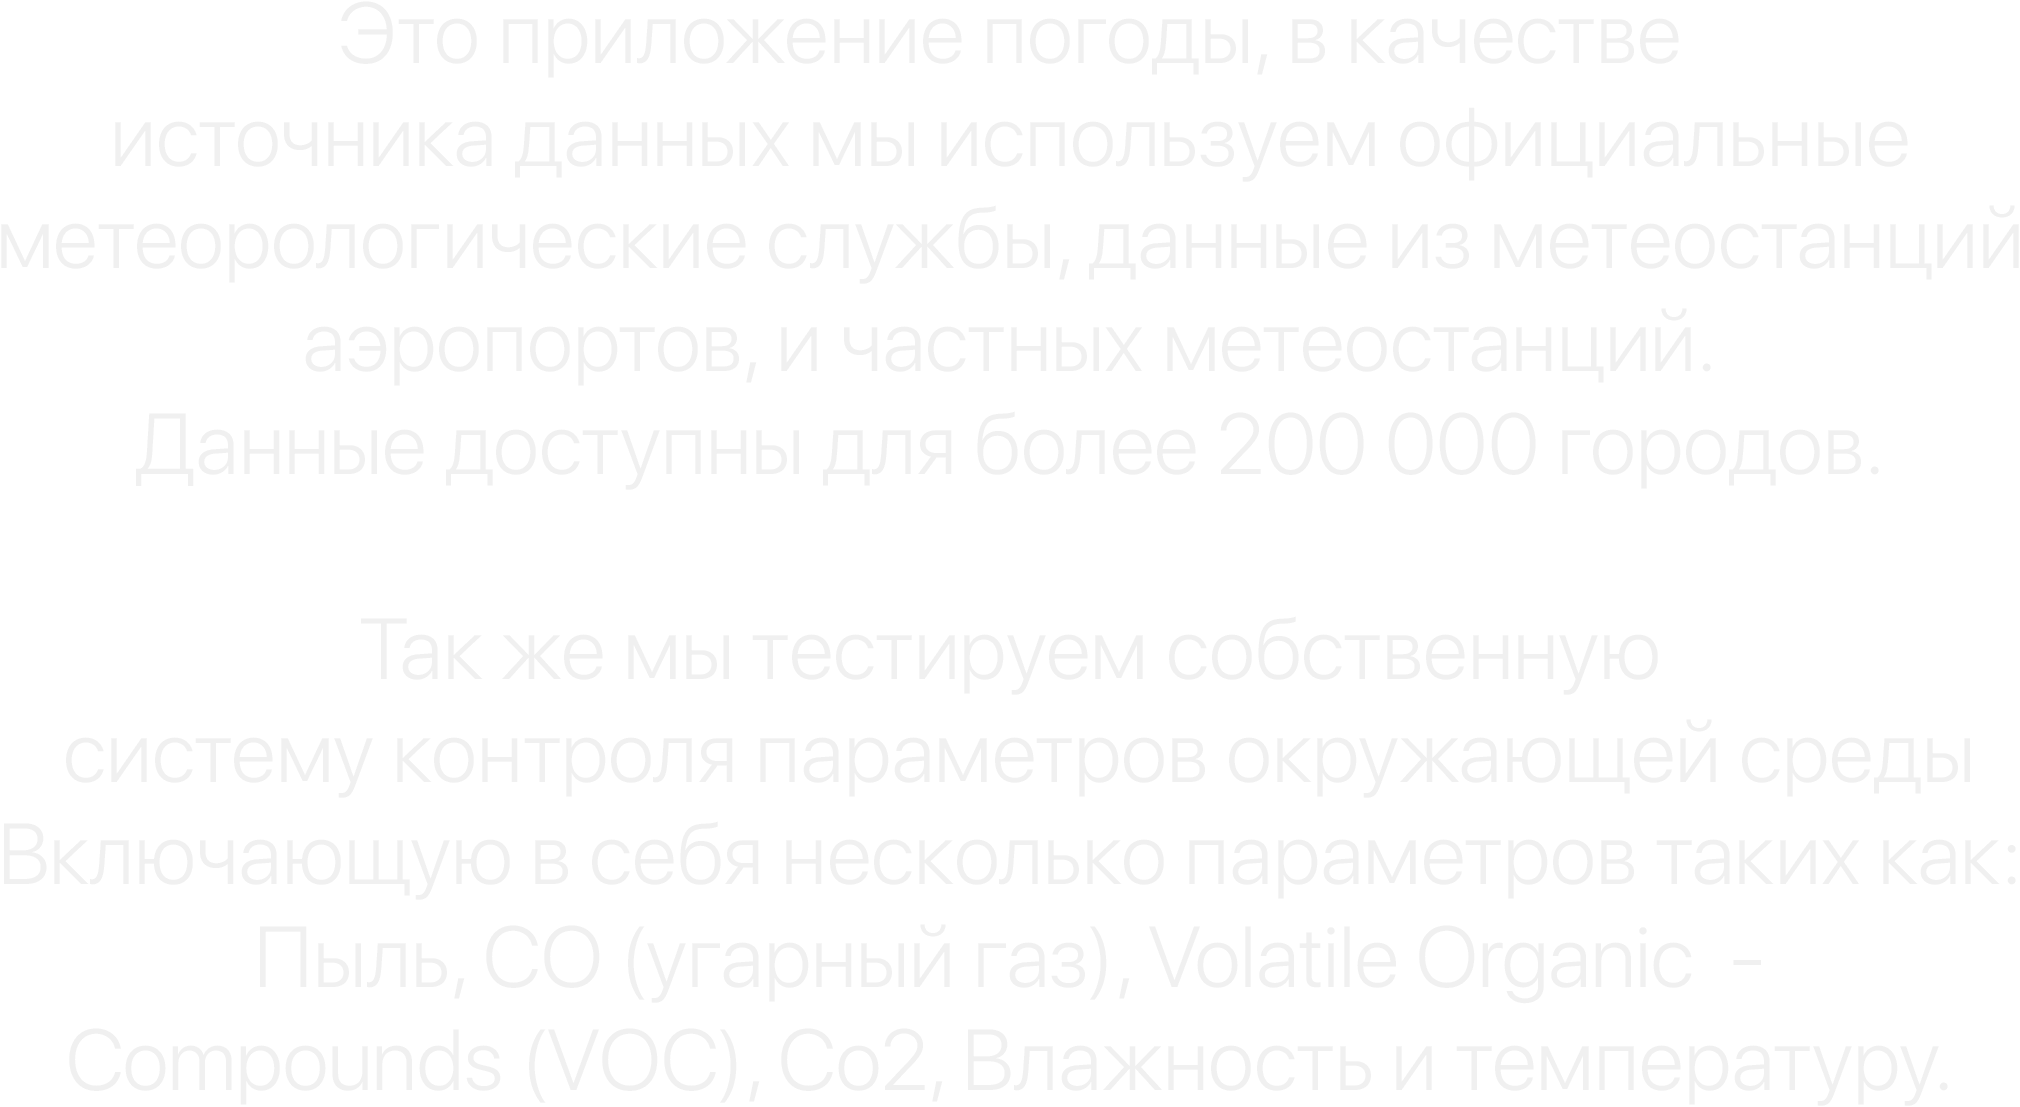 Это приложение погоды, в качестве
источника данных мы используем официальные
метеорологические службы, данные из метеостанций
аэропортов, и частных метеостанций.
Данные доступны для более 200 000 городов.
Так же мы тестируем собственную
систему контроля параметров окружающей среды
Включающую в себя несколько параметров таких как:
Пыль, CO (угарный газ), Volatile Organic -
Compounds (VOC), Co2, Влажность и температуру.